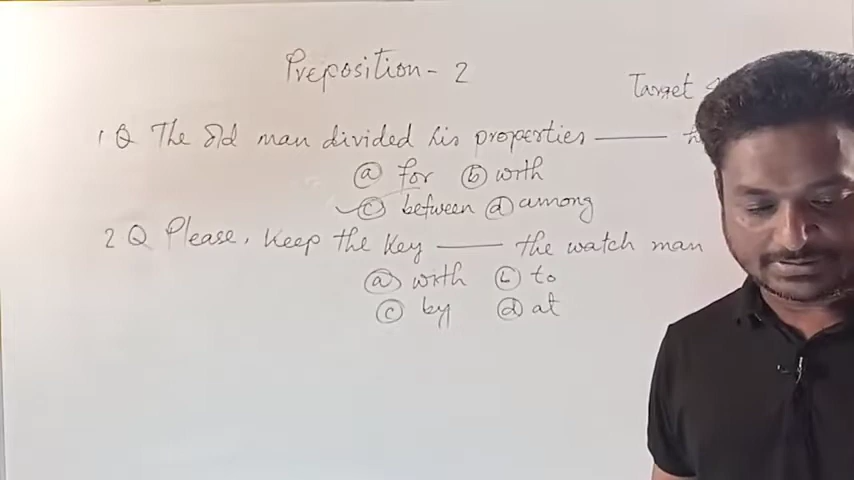 Preposition - 2
Target
1 Q The old man divided his properties ——
ⓐ for ⓑ with
✓ⓒ between ⓓ among
2 Q Please, Keep the Key —— the watch man
ⓐ with ⓑ to
ⓒ by ⓓ at